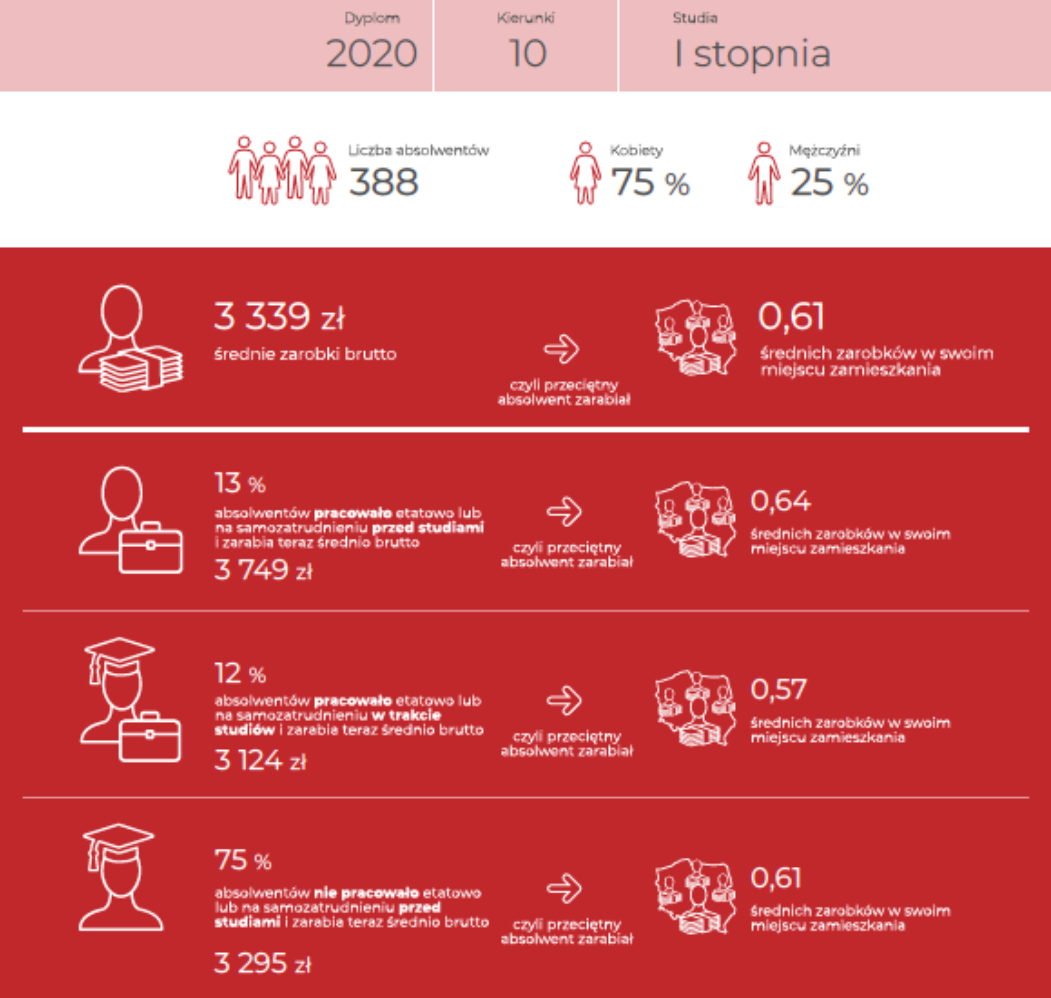 Dyplom
2020
Kierunki
10
Studia
I stopnia
Liczba absolwentów
388
Kobiety
75 %
Mężczyźni
25 %
3 339 zł
średnie zarobki brutto
czyli przeciętny
absolwent zarabiał
0,61
średnich zarobków w swoim
miejscu zamieszkania
13 %
absolwentów pracowało etatowo lub
na samozatrudnieniu przed studiami
i zarabia teraz średnio brutto
3 749 zł
czyli przeciętny
absolwent zarabiał
0,64
średnich zarobków w swoim
miejscu zamieszkania
12 %
absolwentów pracowało etatowo lub
na samozatrudnieniu w trakcie
studiów i zarabia teraz średnio brutto
3 124 zł
czyli przeciętny
absolwent zarabiał
0,57
średnich zarobków w swoim
miejscu zamieszkania
75 %
absolwentów nie pracowało etatowo
lub na samozatrudnieniu przed
studiami i zarabia teraz średnio brutto
3 295 zł
czyli przeciętny
absolwent zarabiał
0,61
średnich zarobków w swoim
miejscu zamieszkania